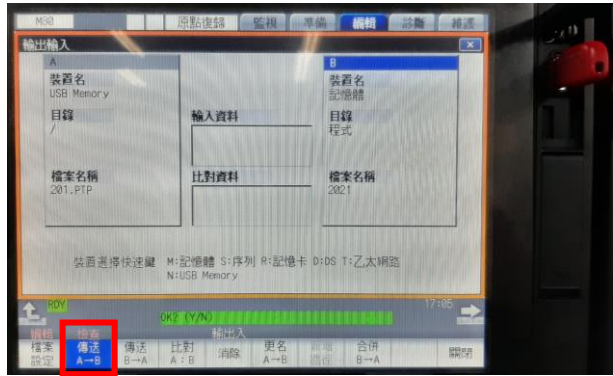 M80 原點復歸 監視 準備 編輯 診斷 維護
輸出輸入
A
裝置名
USB Memory
目錄
/
檔案名稱
201.PTP
輸入資料
比對資料
B
裝置名
記憶體
目錄
程式
檔案名稱
2021
裝置選擇快速鍵 M:記憶體 S:序列 R:記憶卡 D:DS T:乙太網路
N:USB Memory
RDY
17:05
OK? (Y/N)
編輯 檢查 輸出入
檔案設定
傳送 A→B
傳送 B→A
比對 A:B
消除
更名 A→B
合併 B→A
關閉